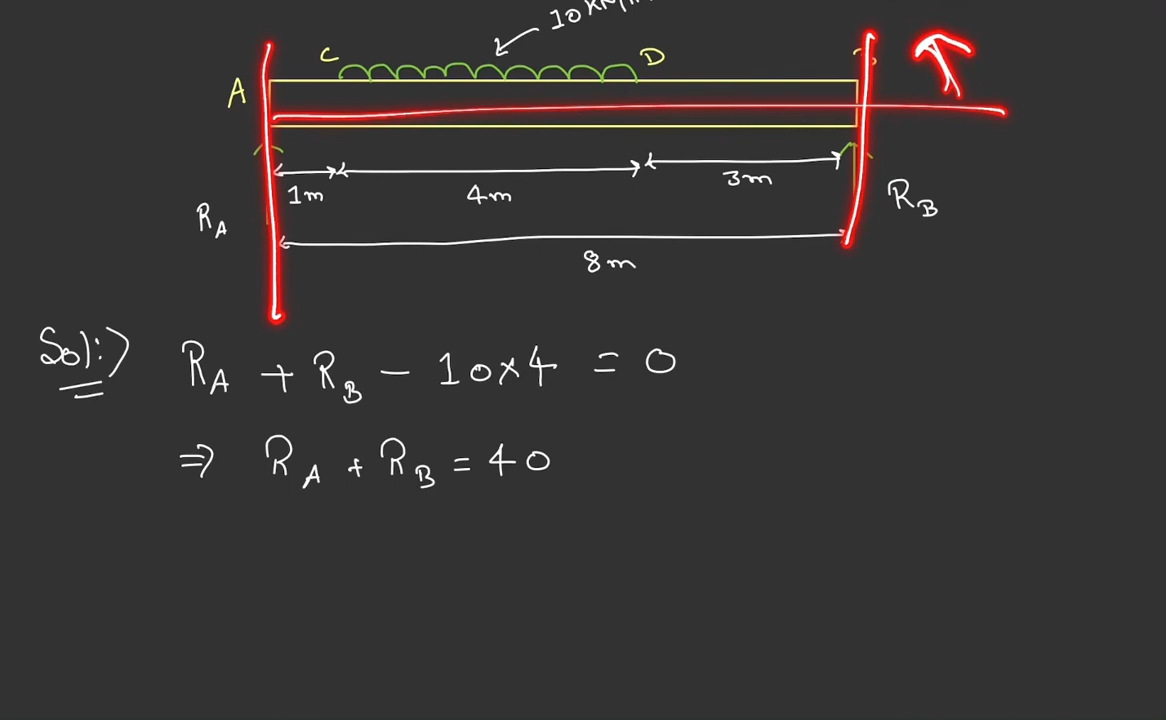 C D
A
1m 4m 3m
R_A R_B
8m
Sol:) R_A + R_B - 10×4 = 0
⇒ R_A + R_B = 40